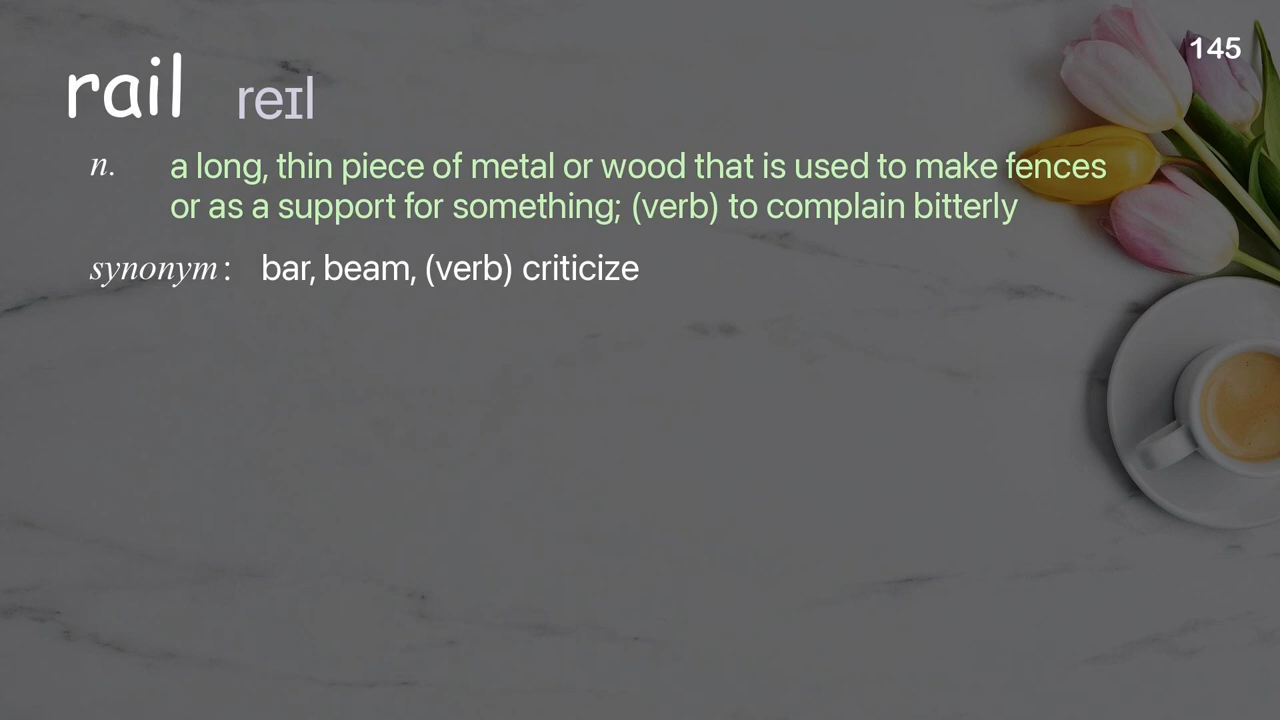 145
rail reɪl
n. a long, thin piece of metal or wood that is used to make fences
or as a support for something; (verb) to complain bitterly
synonym: bar, beam, (verb) criticize